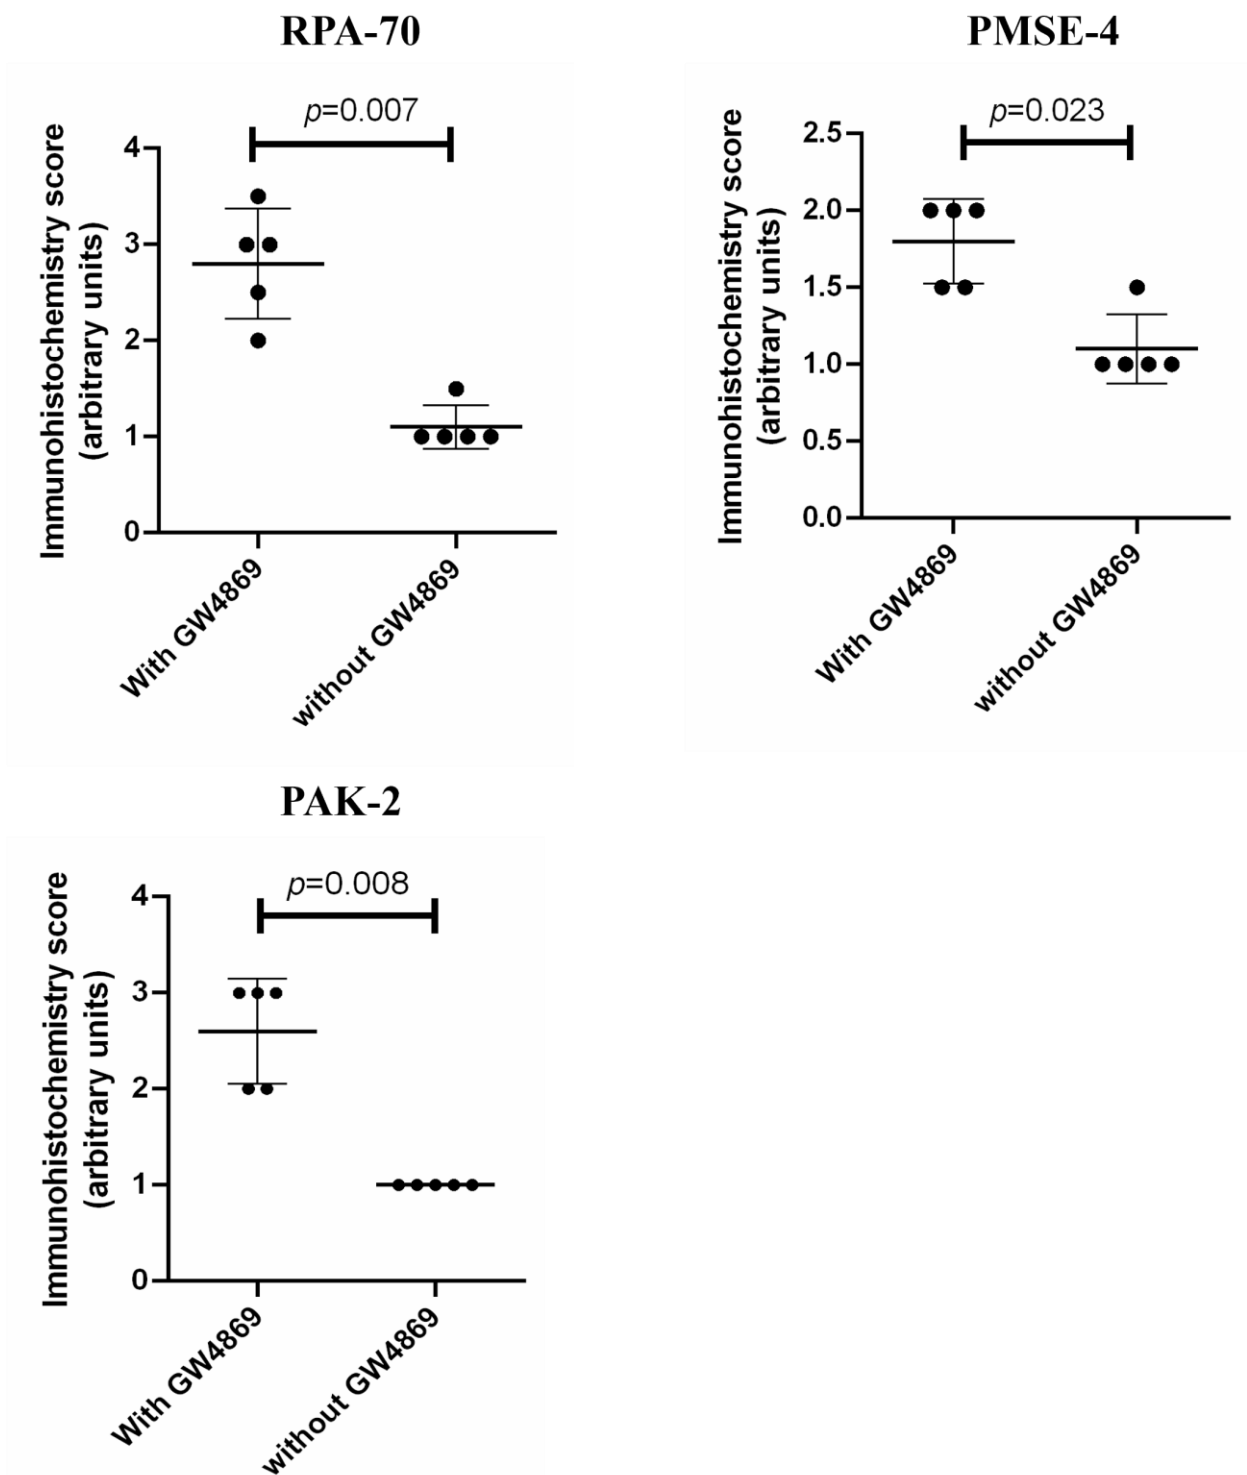 RPA-70
p=0.007
Immunohistochemistry score
(arbitrary units)
4
3
2
1
0
With GW4869
without GW4869
PMSE-4
p=0.023
Immunohistochemistry score
(arbitrary units)
2.5
2.0
1.5
1.0
0.5
0.0
With GW4869
without GW4869
PAK-2
p=0.008
Immunohistochemistry score
(arbitrary units)
4
3
2
1
0
With GW4869
without GW4869